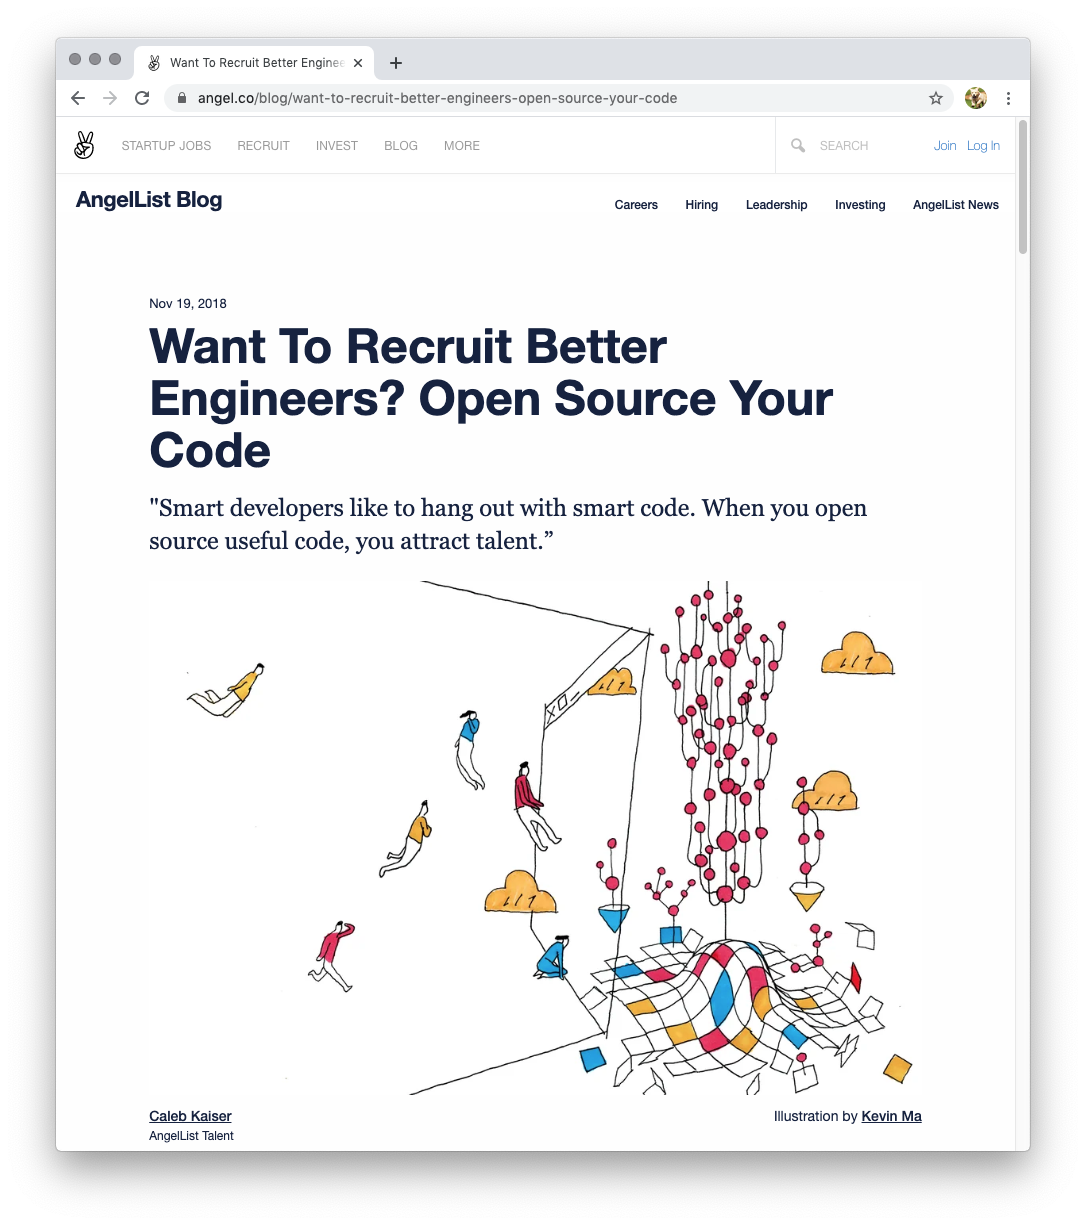 Want To Recruit Better Enginee
angel.co/blog/want-to-recruit-better-engineers-open-source-your-code
STARTUP JOBS RECRUIT INVEST BLOG MORE SEARCH Join Log In
AngelList Blog
Careers Hiring Leadership Investing AngelList News
Nov 19, 2018
Want To Recruit Better
Engineers? Open Source Your
Code
"Smart developers like to hang out with smart code. When you open
source useful code, you attract talent.”
Caleb Kaiser
Illustration by Kevin Ma
AngelList Talent